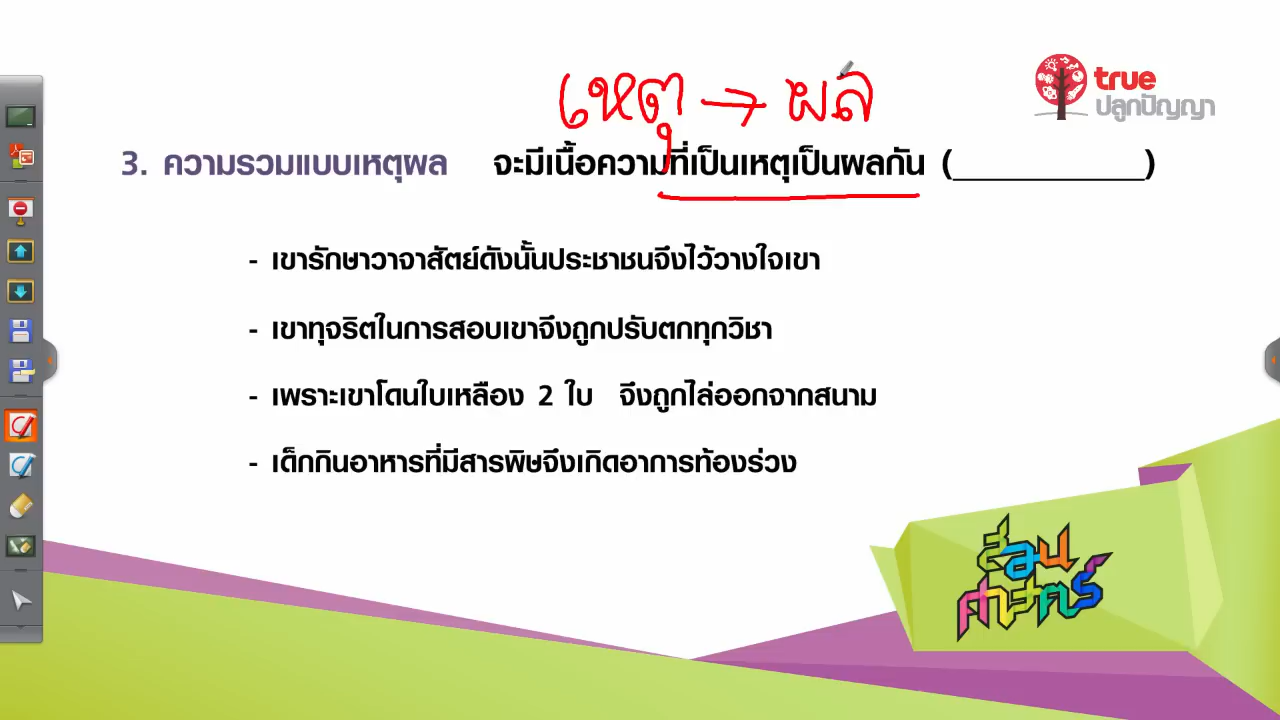 true
ปลูกปัญญา
เหตุ → ผล
3. ความรวมแบบเหตุผล จะมีเนื้อความที่เป็นเหตุเป็นผลกัน (___________)
- เขารักษาวาจาสัตย์ดังนั้นประชาชนจึงไว้วางใจเขา
- เขาทุจริตในการสอบเขาจึงถูกปรับตกทุกวิชา
- เพราะเขาโดนใบเหลือง 2 ใบ จึงถูกไล่ออกจากสนาม
- เด็กกินอาหารที่มีสารพิษจึงเกิดอาการท้องร่วง
สอน
ศาสตร์